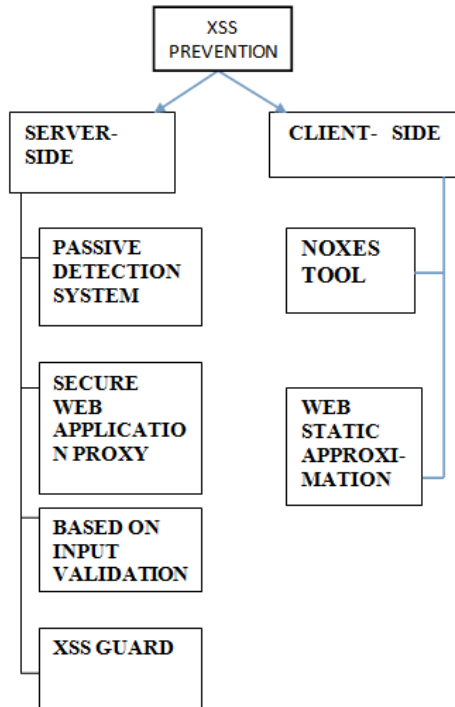 XSS
PREVENTION
SERVER-
SIDE
CLIENT- SIDE
PASSIVE
DETECTION
SYSTEM
SECURE
WEB
APPLICATIO
N PROXY
BASED ON
INPUT
VALIDATION
XSS GUARD
NOXES
TOOL
WEB
STATIC
APPROXI-
MATION